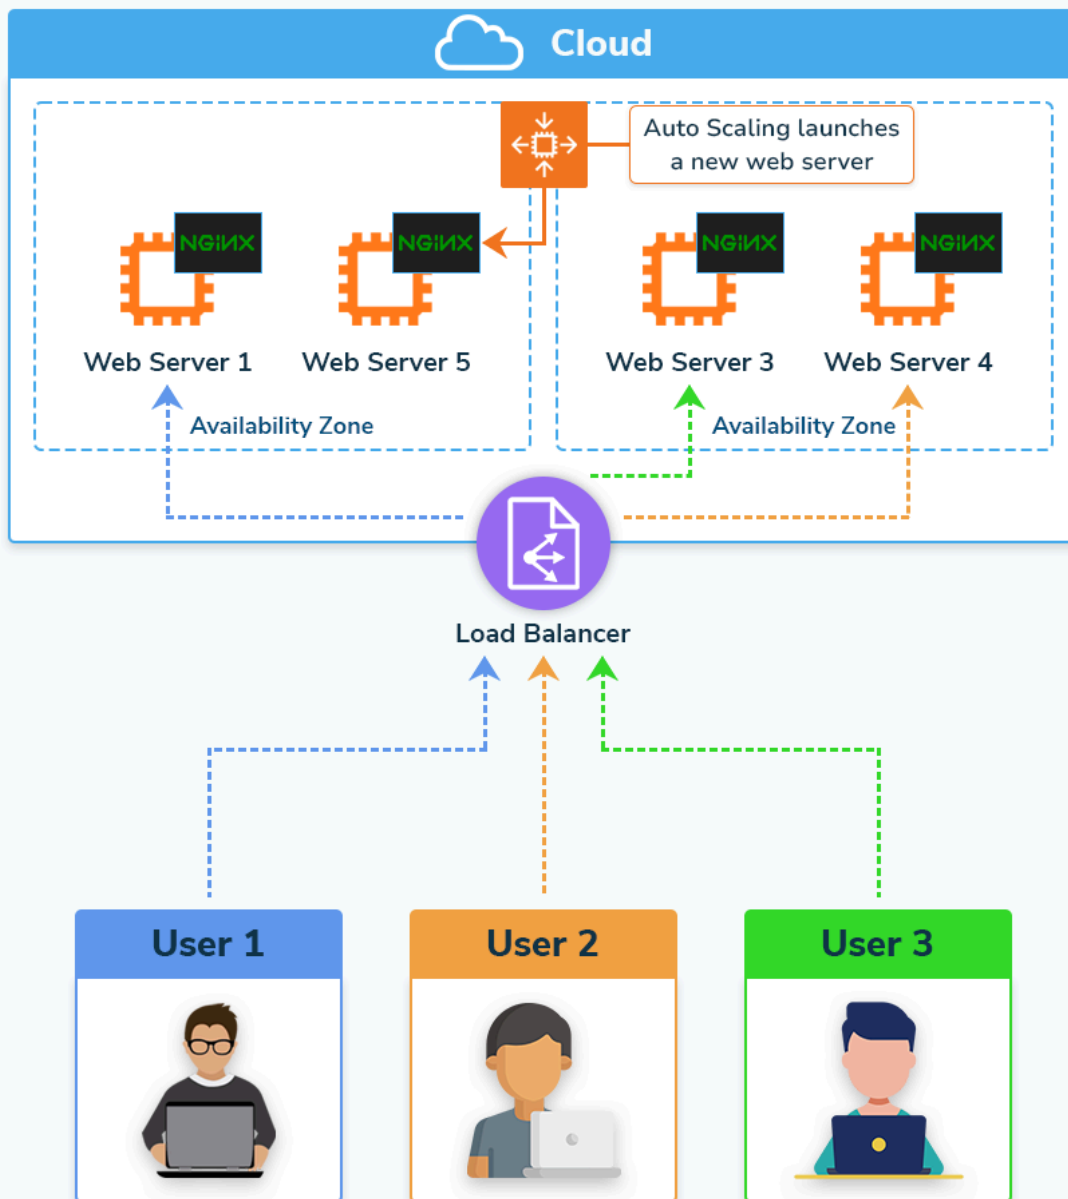 Cloud
Auto Scaling launches
a new web server
NGINX
NGINX
NGINX
NGINX
Web Server 1
Web Server 5
Web Server 3
Web Server 4
Availability Zone
Availability Zone
Load Balancer
User 1
User 2
User 3